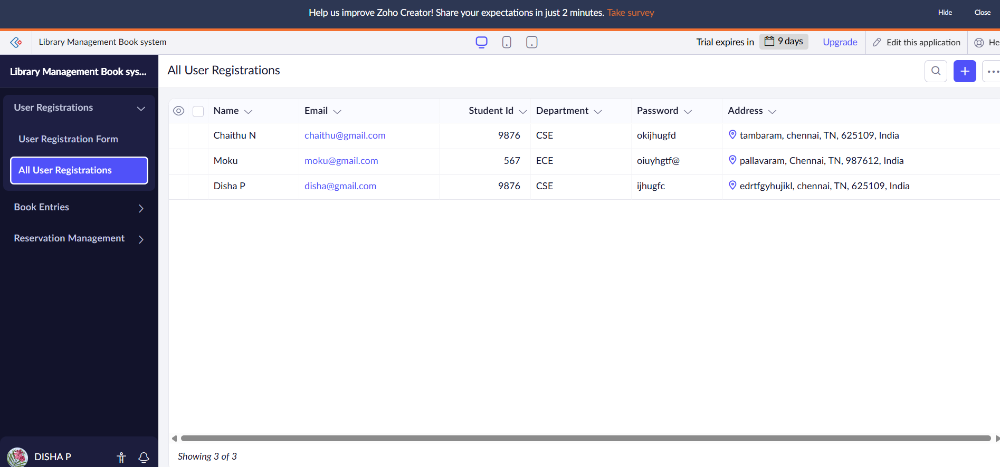 Help us improve Zoho Creator! Share your expectations in just 2 minutes. Take survey
Hide
Close
Library Management Book system
Trial expires in
9 days
Upgrade
Edit this application
He
Library Management Book sys...
All User Registrations
User Registrations
User Registration Form
All User Registrations
Book Entries
Reservation Management
Name Email Student Id Department Password Address
Chaithu N chaithu@gmail.com 9876 CSE okijhugfd tambaram, chennai, TN, 625109, India
Moku moku@gmail.com 567 ECE oiuyhgtf@ pallavaram, Chennai, TN, 987612, India
Disha P disha@gmail.com 9876 CSE ijhugfc edrtfgyhujikl, chennai, TN, 625109, India
DISHA P
Showing 3 of 3